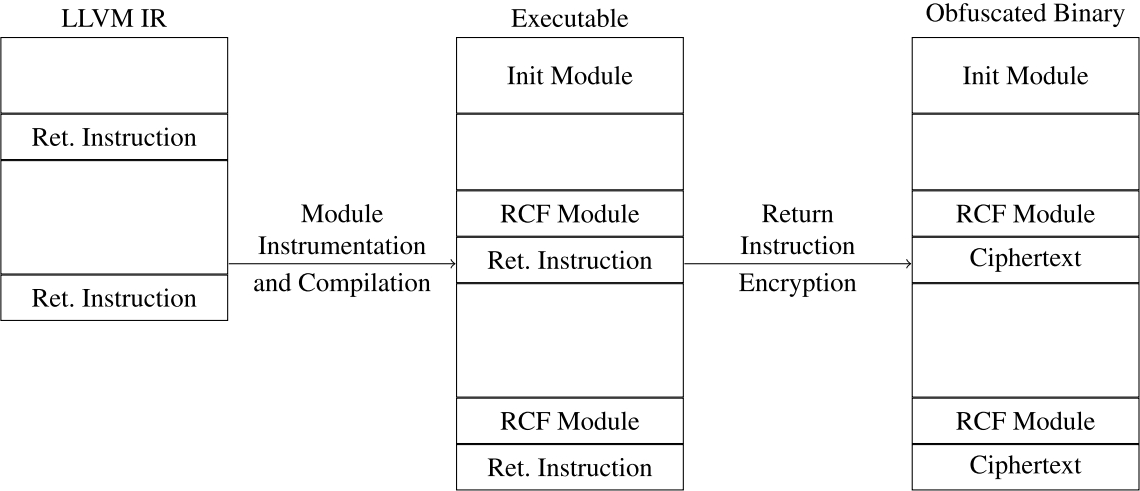 LLVM IR
Ret. Instruction
Ret. Instruction
Module
Instrumentation
and Compilation
Executable
Init Module
RCF Module
Ret. Instruction
RCF Module
Ret. Instruction
Return
Instruction
Encryption
Obfuscated Binary
Init Module
RCF Module
Ciphertext
RCF Module
Ciphertext